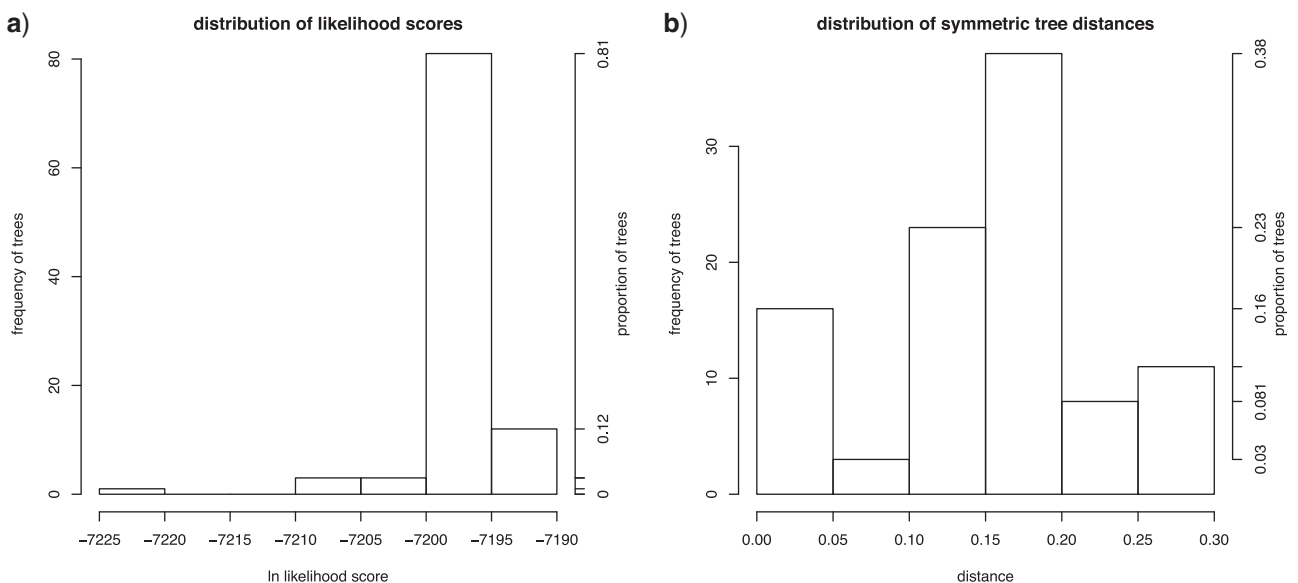 a)
distribution of likelihood scores
frequency of trees
0
20
40
60
80
−7225 −7220 −7215 −7210 −7205 −7200 −7195 −7190
ln likelihood score
0
0.12
0.81
proportion of trees
b)
distribution of symmetric tree distances
frequency of trees
0
10
20
30
0.00 0.05 0.10 0.15 0.20 0.25 0.30
distance
0.03
0.081
0.16
0.23
0.38
proportion of trees